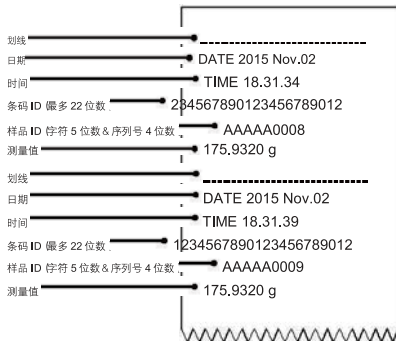 划线 ------------------------------
日期 DATE 2015 Nov.02
时间 TIME 18.31.34
条码 ID (最多 22 位数 234567890123456789012
样品 ID (字符 5 位数 & 序列号 4 位数 AAAAA0008
测量值 175.9320 g
划线 ------------------------------
日期 DATE 2015 Nov.02
时间 TIME 18.31.39
条码 ID (最多 22 位数 1234567890123456789012
样品 ID (字符 5 位数 & 序列号 4 位数 AAAAA0009
测量值 175.9320 g